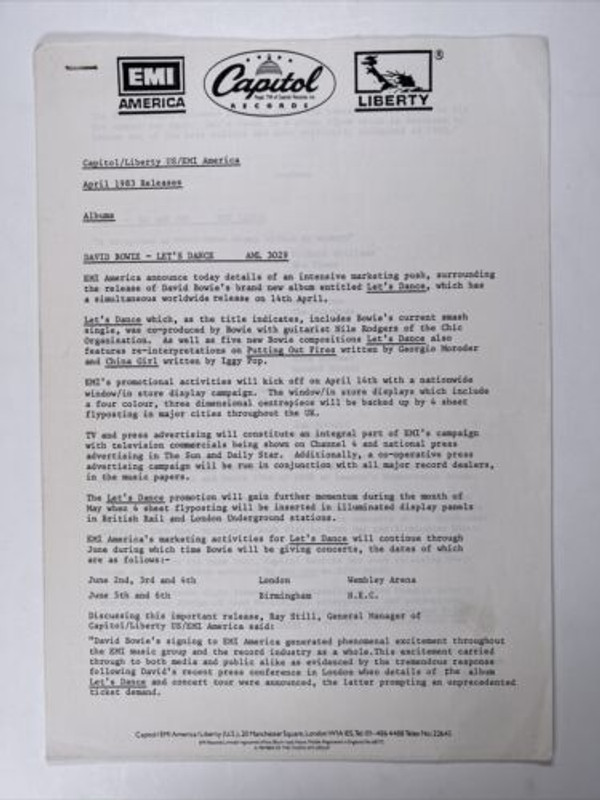 EMI
AMERICA
Capitol
RECORDS
®
LIBERTY
Capitol/Liberty US/EMI America
April 1983 Releases
Albums
DAVID BOWIE - LET'S DANCE AML 3029
EMI America announce today details of an intensive marketing push, surrounding
the release of David Bowie's brand new album entitled Let's Dance, which has
a simultaneous worldwide release on 14th April.
Let's Dance which, as the title indicates, includes Bowie's current smash
single, was co-produced by Bowie with guitarist Nile Rodgers of the Chic
Organisation. As well as five new Bowie compositions Let's Dance also
features re-interpretations on Putting Out Fires written by Georgio Moroder
and China Girl written by Iggy Pop.
EMI's promotional activities will kick off on April 14th with a nationwide
window/in store display campaign. The window/in store displays which include
a four colour, three dimensional centrepiece will be backed up by 4 sheet
flyposting in major cities throughout the UK.
TV and press advertising will constitute an integral part of EMI's campaign
with television commercials being shown on Channel 4 and national press
advertising in The Sun and Daily Star. Additionally, a co-operative press
advertising campaign will be run in conjunction with all major record dealers,
in the music papers.
The Let's Dance promotion will gain further momentum during the month of
May when 4 sheet flyposting will be inserted in illuminated display panels
in British Rail and London Underground stations.
EMI America's marketing activities for Let's Dance will continue through
June during which time Bowie will be giving concerts, the dates of which
are as follows:-
June 2nd, 3rd and 4th London Wembley Arena
June 5th and 6th Birmingham N.E.C.
Discussing this important release, Ray Still, General Manager of
Capitol/Liberty US/EMI America said:
"David Bowie's signing to EMI America generated phenomenal excitement throughout
the EMI music group and the record industry as a whole.This excitement carried
through to both media and public alike as evidenced by the tremendous response
following David's recent press conference in London when details of the album
Let's Dance and concert tour were announced, the latter prompting an unprecedented
ticket demand.
Capitol/EMI America/Liberty (U.S.), 20 Manchester Square, London W1A 1ES, Tel: 01-486 4488 Telex No: 22643